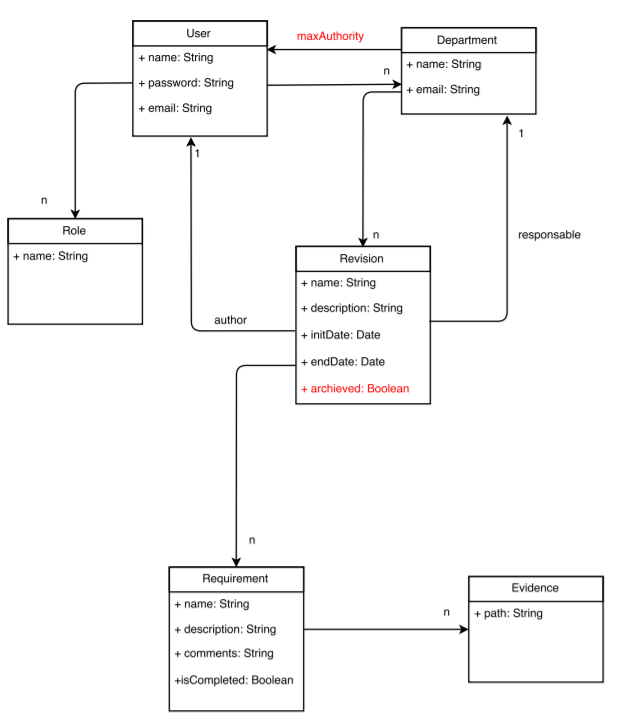 User
+ name: String
+ password: String
+ email: String
maxAuthority
Department
+ name: String
+ email: String
n
n
1
1
n
Role
+ name: String
responsable
Revision
+ name: String
+ description: String
+ initDate: Date
+ endDate: Date
+ archieved: Boolean
author
n
Requirement
+ name: String
+ description: String
+ comments: String
+isCompleted: Boolean
n
Evidence
+ path: String